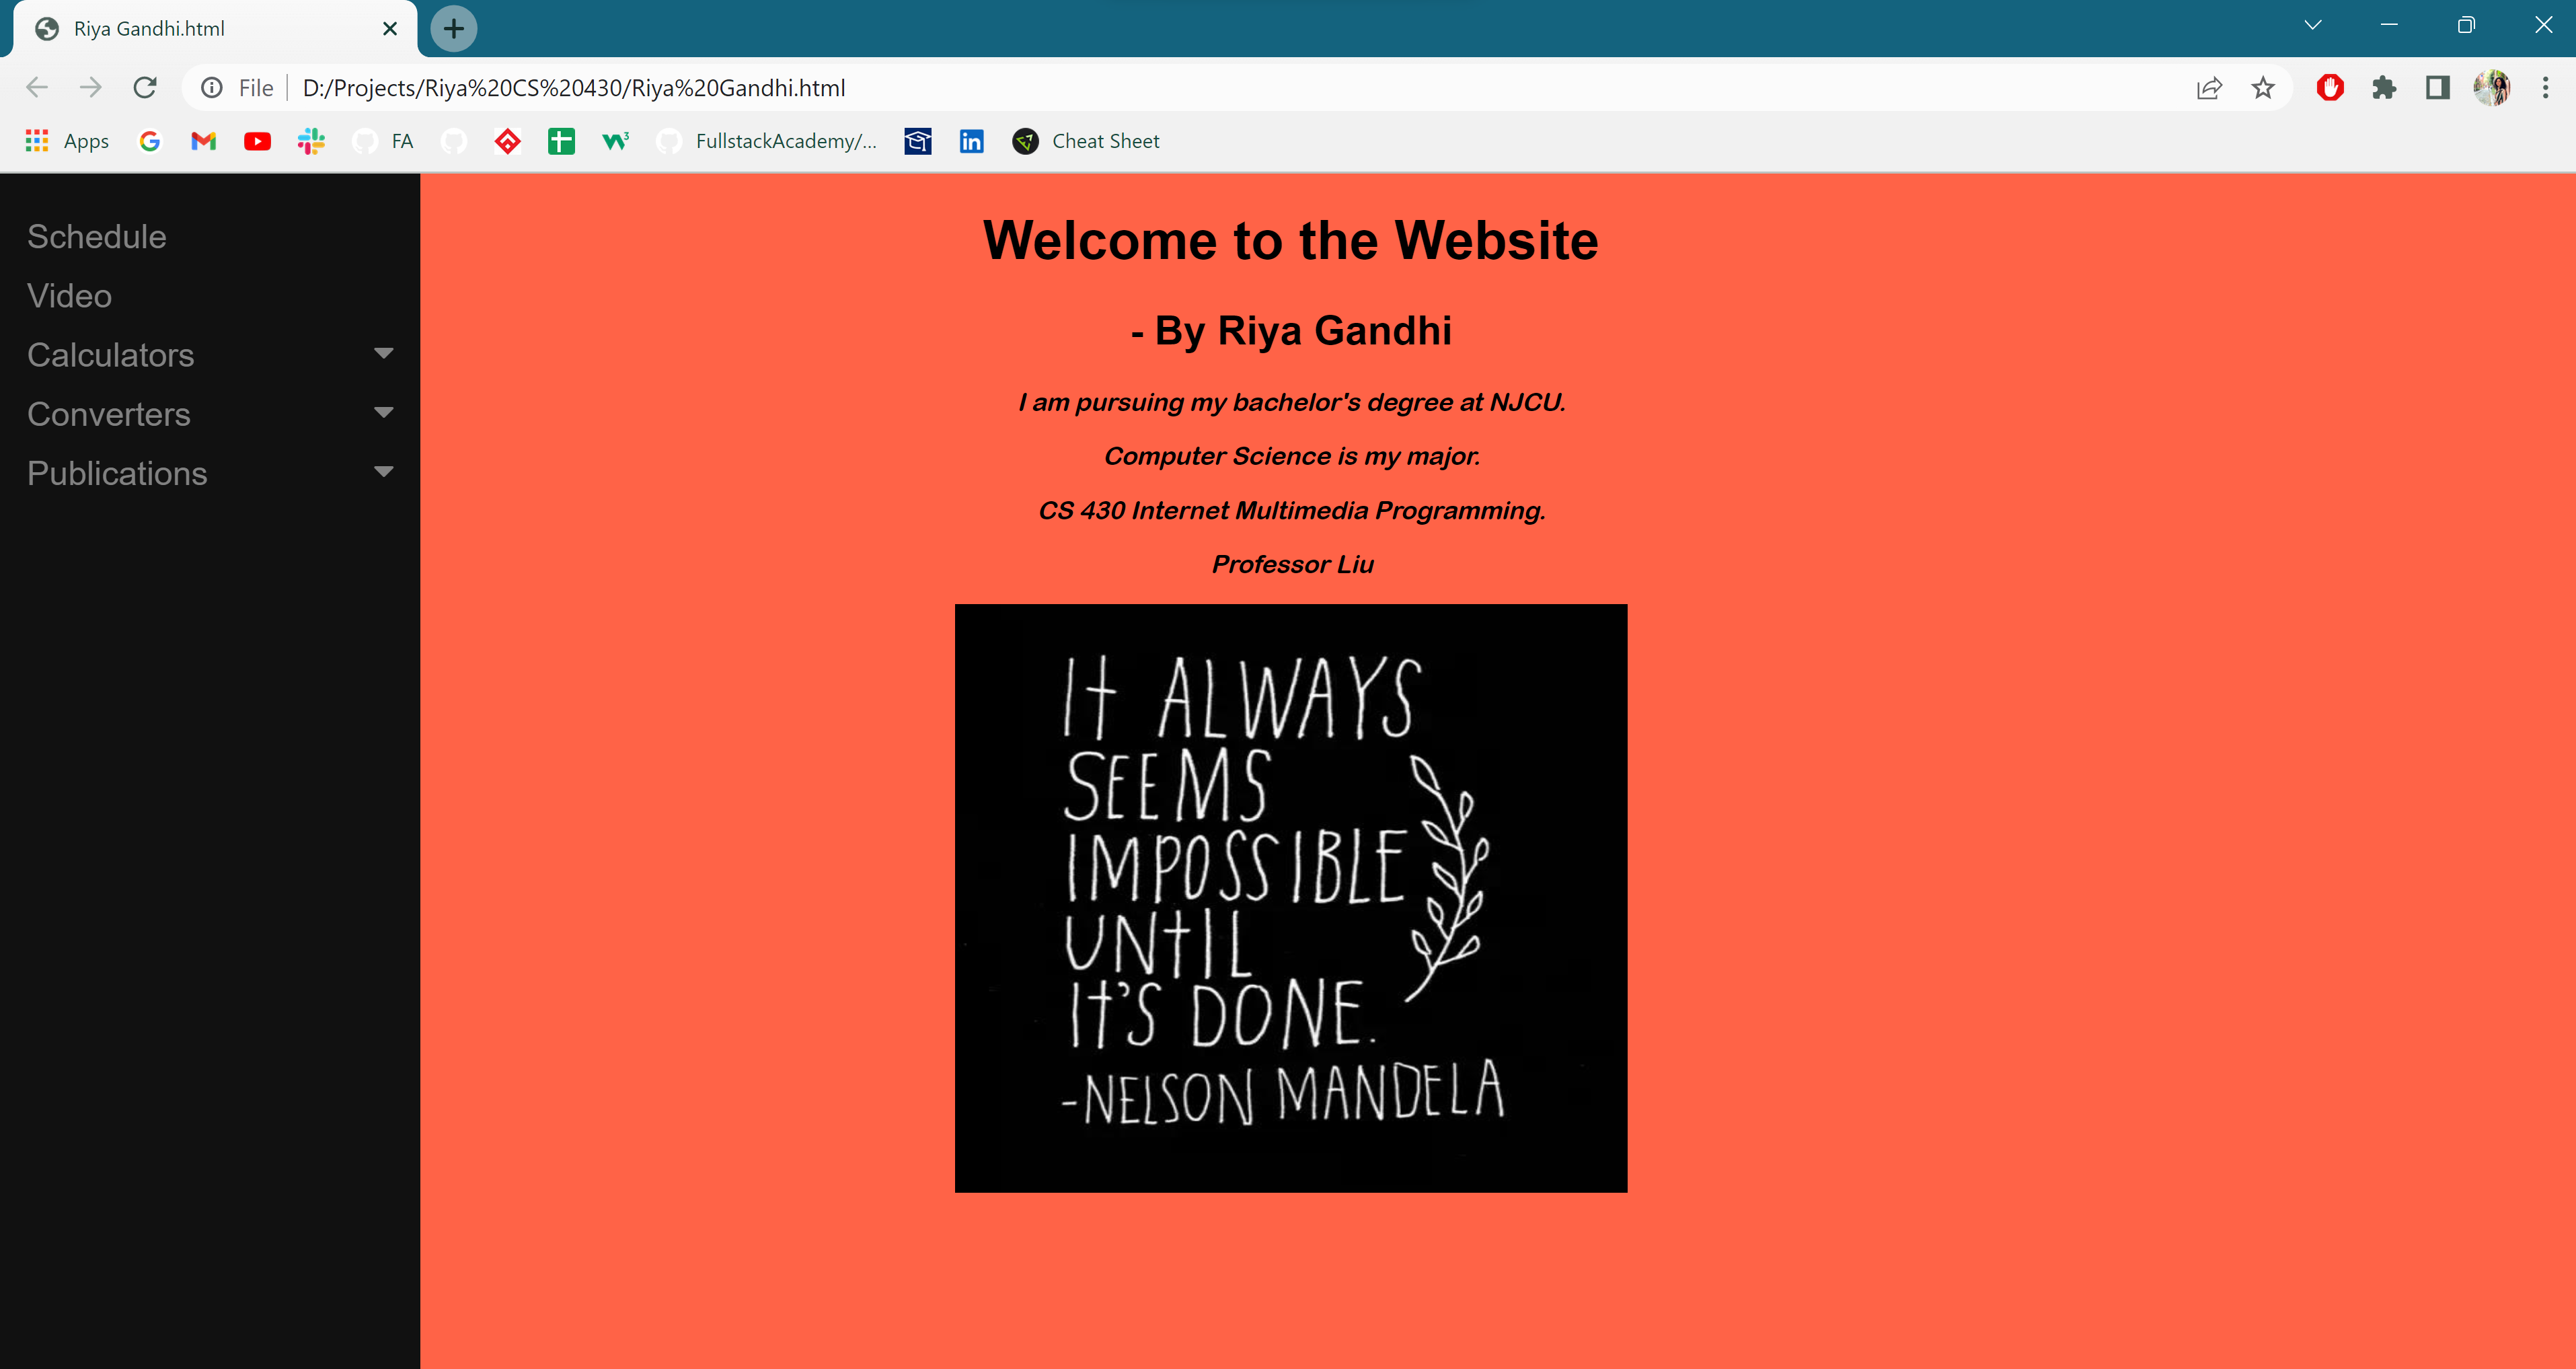 Riya Gandhi.html
File D:/Projects/Riya%20CS%20430/Riya%20Gandhi.html
Apps FA FullstackAcademy/... in Cheat Sheet
Schedule
Video
Calculators
Converters
Publications
Welcome to the Website
- By Riya Gandhi
I am pursuing my bachelor's degree at NJCU.
Computer Science is my major.
CS 430 Internet Multimedia Programming.
Professor Liu
It ALWAYS
SEEMS
IMPOSSIBLE
UNtIL
It'S DONE.
-NELSON MANDELA